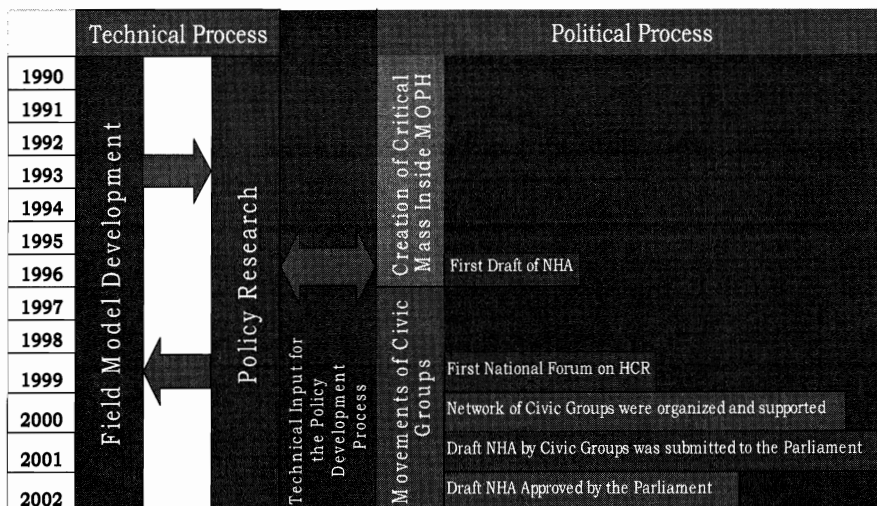 Technical Process
Political Process
1990
1991
1992
1993
1994
1995
1996
1997
1998
1999
2000
2001
2002
Field Model Development
Policy Research
Technical Input for
the Policy
Development
Process
Creation of Critical
Mass Inside MOPH
Movements of Civic
Groups
First Draft of NHA
First National Forum on HCR
Network of Civic Groups were organized and supported
Draft NHA by Civic Groups was submitted to the Parliament
Draft NHA Approved by the Parliament